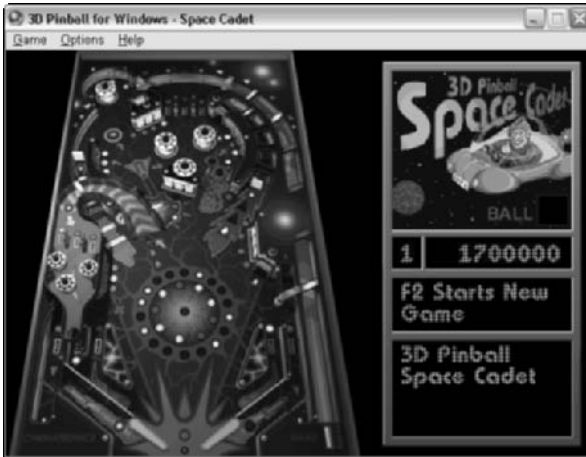 3D Pinball for Windows - Space Cadet
Game Options Help
3D Pinball
Space Cadet
BALL
1 1700000
F2 Starts New
Game
3D Pinball
Space Cadet